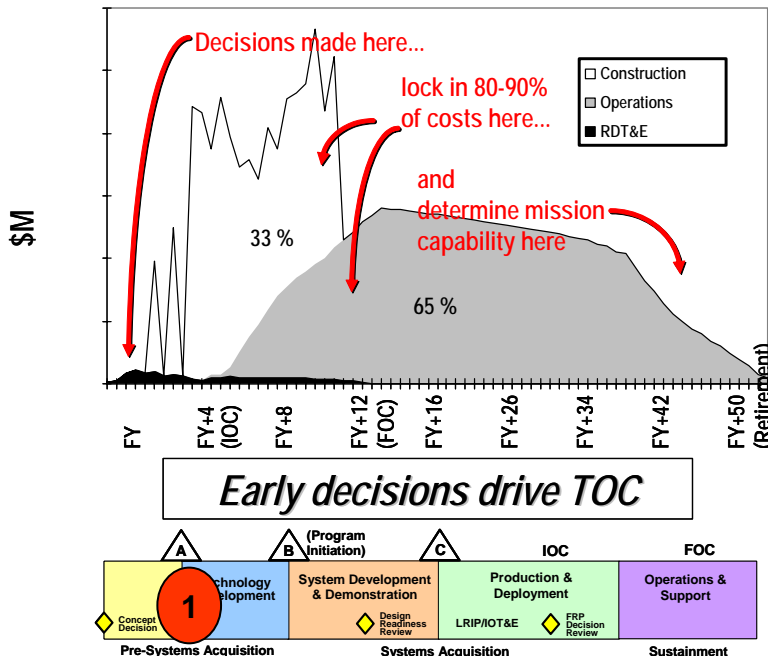 Decisions made here...
lock in 80-90%
of costs here...
and
determine mission
capability here
Construction
Operations
RDT&E
$M
33 %
65 %
FY
FY+4
(IOC)
FY+8
FY+12
(FOC)
FY+16
FY+26
FY+34
FY+42
FY+50
(Retirement)
Early decisions drive TOC
A
B
(Program
Initiation)
C
IOC
FOC
1
System Development
& Demonstration
Production &
Deployment
Operations &
Support
Concept
Decision
Design
Readiness
Review
LRIP/IOT&E
FRP
Decision
Review
Pre-Systems Acquisition
Systems Acquisition
Sustainment